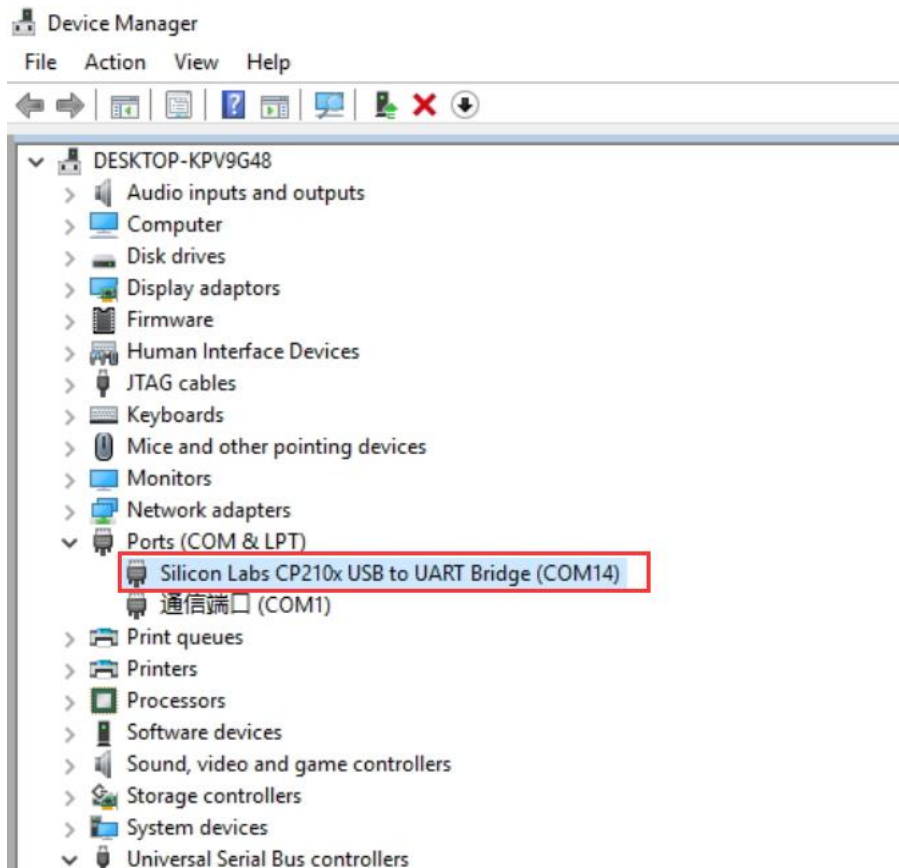 Device Manager
File Action View Help
DESKTOP-KPV9G48
Audio inputs and outputs
Computer
Disk drives
Display adaptors
Firmware
Human Interface Devices
JTAG cables
Keyboards
Mice and other pointing devices
Monitors
Network adapters
Ports (COM & LPT)
Silicon Labs CP210x USB to UART Bridge (COM14)
通信端口 (COM1)
Print queues
Printers
Processors
Software devices
Sound, video and game controllers
Storage controllers
System devices
Universal Serial Bus controllers